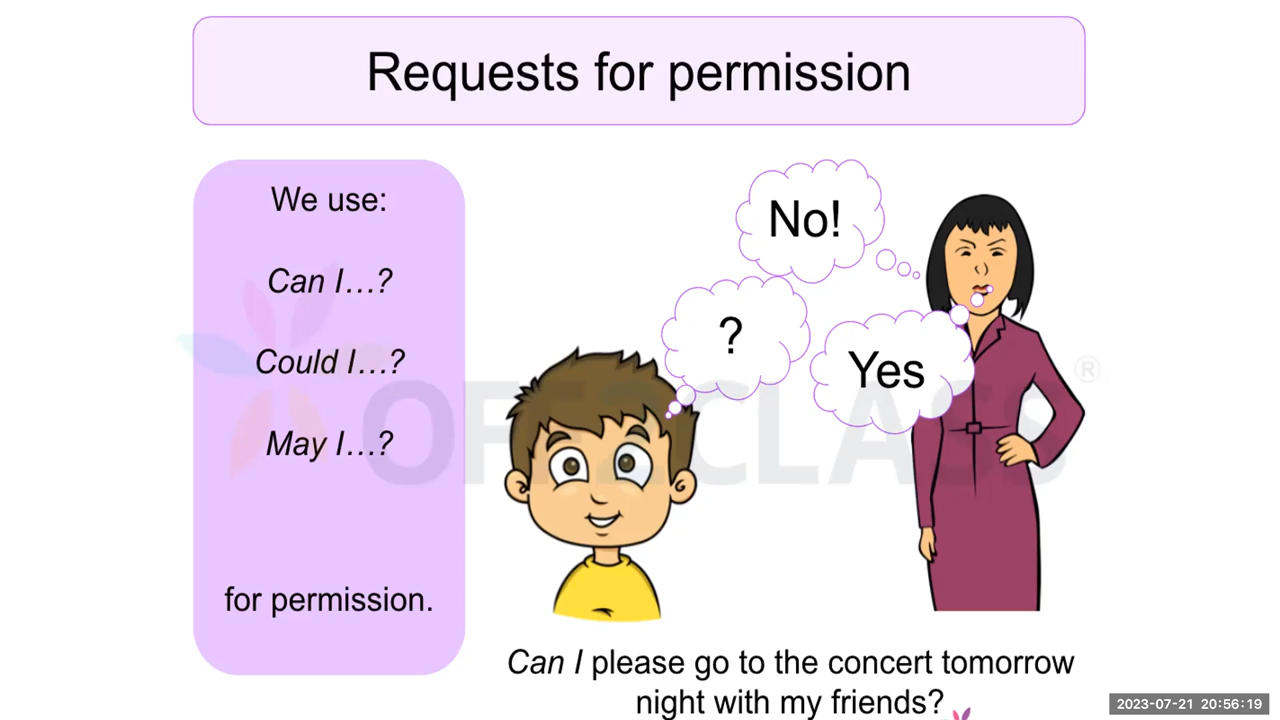 Requests for permission
We use:
Can I...?
Could I...?
May I...?
for permission.
No!
?
Yes
OFF2CLASS®
Can I please go to the concert tomorrow
night with my friends?
2023-07-21 20:56:19